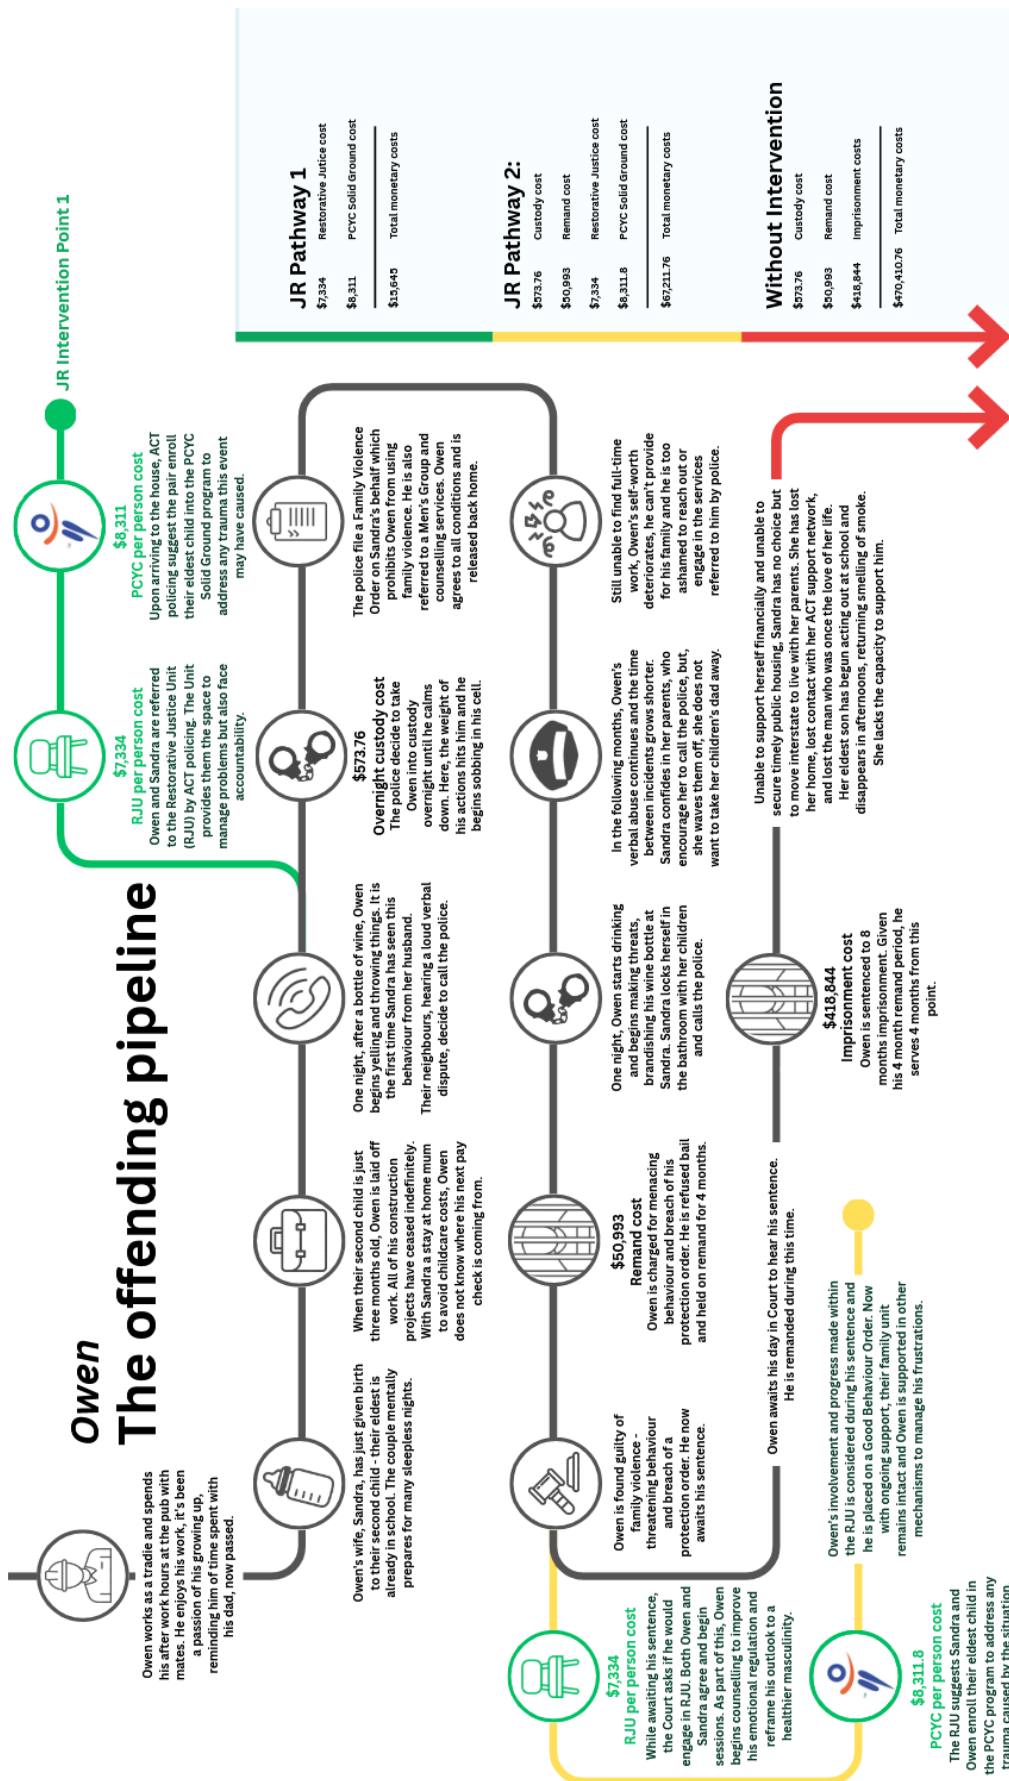 Owen
The offending pipeline
Owen works as a tradie and spends
his after work hours at the pub with
mates. He enjoys his work, it's been
a passion of his growing up,
reminding him of time spent with
his dad, now passed.
JR Intervention Point 1
$7,334
RJU per person cost
Owen and Sandra are referred
to the Restorative Justice Unit
(RJU) by ACT policing. The Unit
provides them the space to
manage problems but also face
accountability.
$8,311
PCYC per person cost
Upon arriving to the house, ACT
policing suggest the pair enroll
their eldest child into the PCYC
Solid Ground program to
address any trauma this event
may have caused.
Owen's wife, Sandra, has just given birth
to their second child - their eldest is
already in school. The couple mentally
prepares for many sleepless nights.
When their second child is just
three months old, Owen is laid off
work. All of his construction
projects have ceased indefinitely.
With Sandra a stay at home mum
to avoid childcare costs, Owen
does not know where his next pay
check is coming from.
One night, after a bottle of wine, Owen
begins yelling and throwing things. It is
the first time Sandra has seen this
behaviour from her husband.
Their neighbours, hearing a loud verbal
dispute, decide to call the police.
$573.76
Overnight custody cost
The police decide to take
Owen into custody
overnight until he calms
down. Here, the weight of
his actions hits him and he
begins sobbing in his cell.
The police file a Family Violence
Order on Sandra's behalf which
prohibits Owen from using
family violence. He is also
referred to a Men's Group and
counselling services. Owen
agrees to all conditions and is
released back home.
Still unable to find full-time
work, Owen's self-worth
deteriorates, he can't provide
for his family and he is too
ashamed to reach out or
engage in the services
referred to him by police.
In the following months, Owen's
verbal abuse continues and the time
between incidents grows shorter.
Sandra confides in her parents, who
encourage her to call the police, but,
she waves them off, she does not
want to take her children's dad away.
One night, Owen starts drinking
and begins making threats,
brandishing his wine bottle at
Sandra. Sandra locks herself in
the bathroom with her children
and calls the police.
$50,993
Remand cost
Owen is charged for menacing
behaviour and breach of his
protection order. He is refused bail
and held on remand for 4 months.
Owen is found guilty of
family violence -
threatening behaviour
and breach of a
protection order. He now
awaits his sentence.
$7,334
RJU per person cost
While awaiting his sentence,
the Court asks if he would
engage in RJU. Both Owen and
Sandra agree and begin
sessions. As part of this, Owen
begins counselling to improve
his emotional regulation and
reframe his outlook to a
healthier masculinity.
$8,311.8
PCYC per person cost
The RJU suggests Sandra and
Owen enroll their eldest child in
the PCYC program to address any
trauma caused by the situation
Owen's involvement and progress made within
the RJU is considered during his sentence and
he is placed on a Good Behaviour Order. Now
with ongoing support, their family unit
remains intact and Owen is supported in other
mechanisms to manage his frustrations.
Owen awaits his day in Court to hear his sentence.
He is remanded during this time.
$418,844
Imprisonment cost
Owen is sentenced to 8
months imprisonment. Given
his 4 month remand period, he
serves 4 months from this
point.
Unable to support herself financially and unable to
secure timely public housing, Sandra has no choice but
to move interstate to live with her parents. She has lost
her home, lost contact with her ACT support network,
and lost the man who was once the love of her life.
Her eldest son has begun acting out at school and
disappears in afternoons, returning smelling of smoke.
She lacks the capacity to support him.
JR Pathway 1
$7,334 Restorative Jutice cost
$8,311 PCYC Solid Ground cost
$15,645 Total monetary costs
JR Pathway 2:
$573.76 Custody cost
$50,993 Remand cost
$7,334 Restorative Justice cost
$8,311.8 PCYC Solid Ground cost
$67,211.76 Total monetary costs
Without Intervention
$573.76 Custody cost
$50,993 Remand cost
$418,844 Imprisonment costs
$470,410.76 Total monetary costs